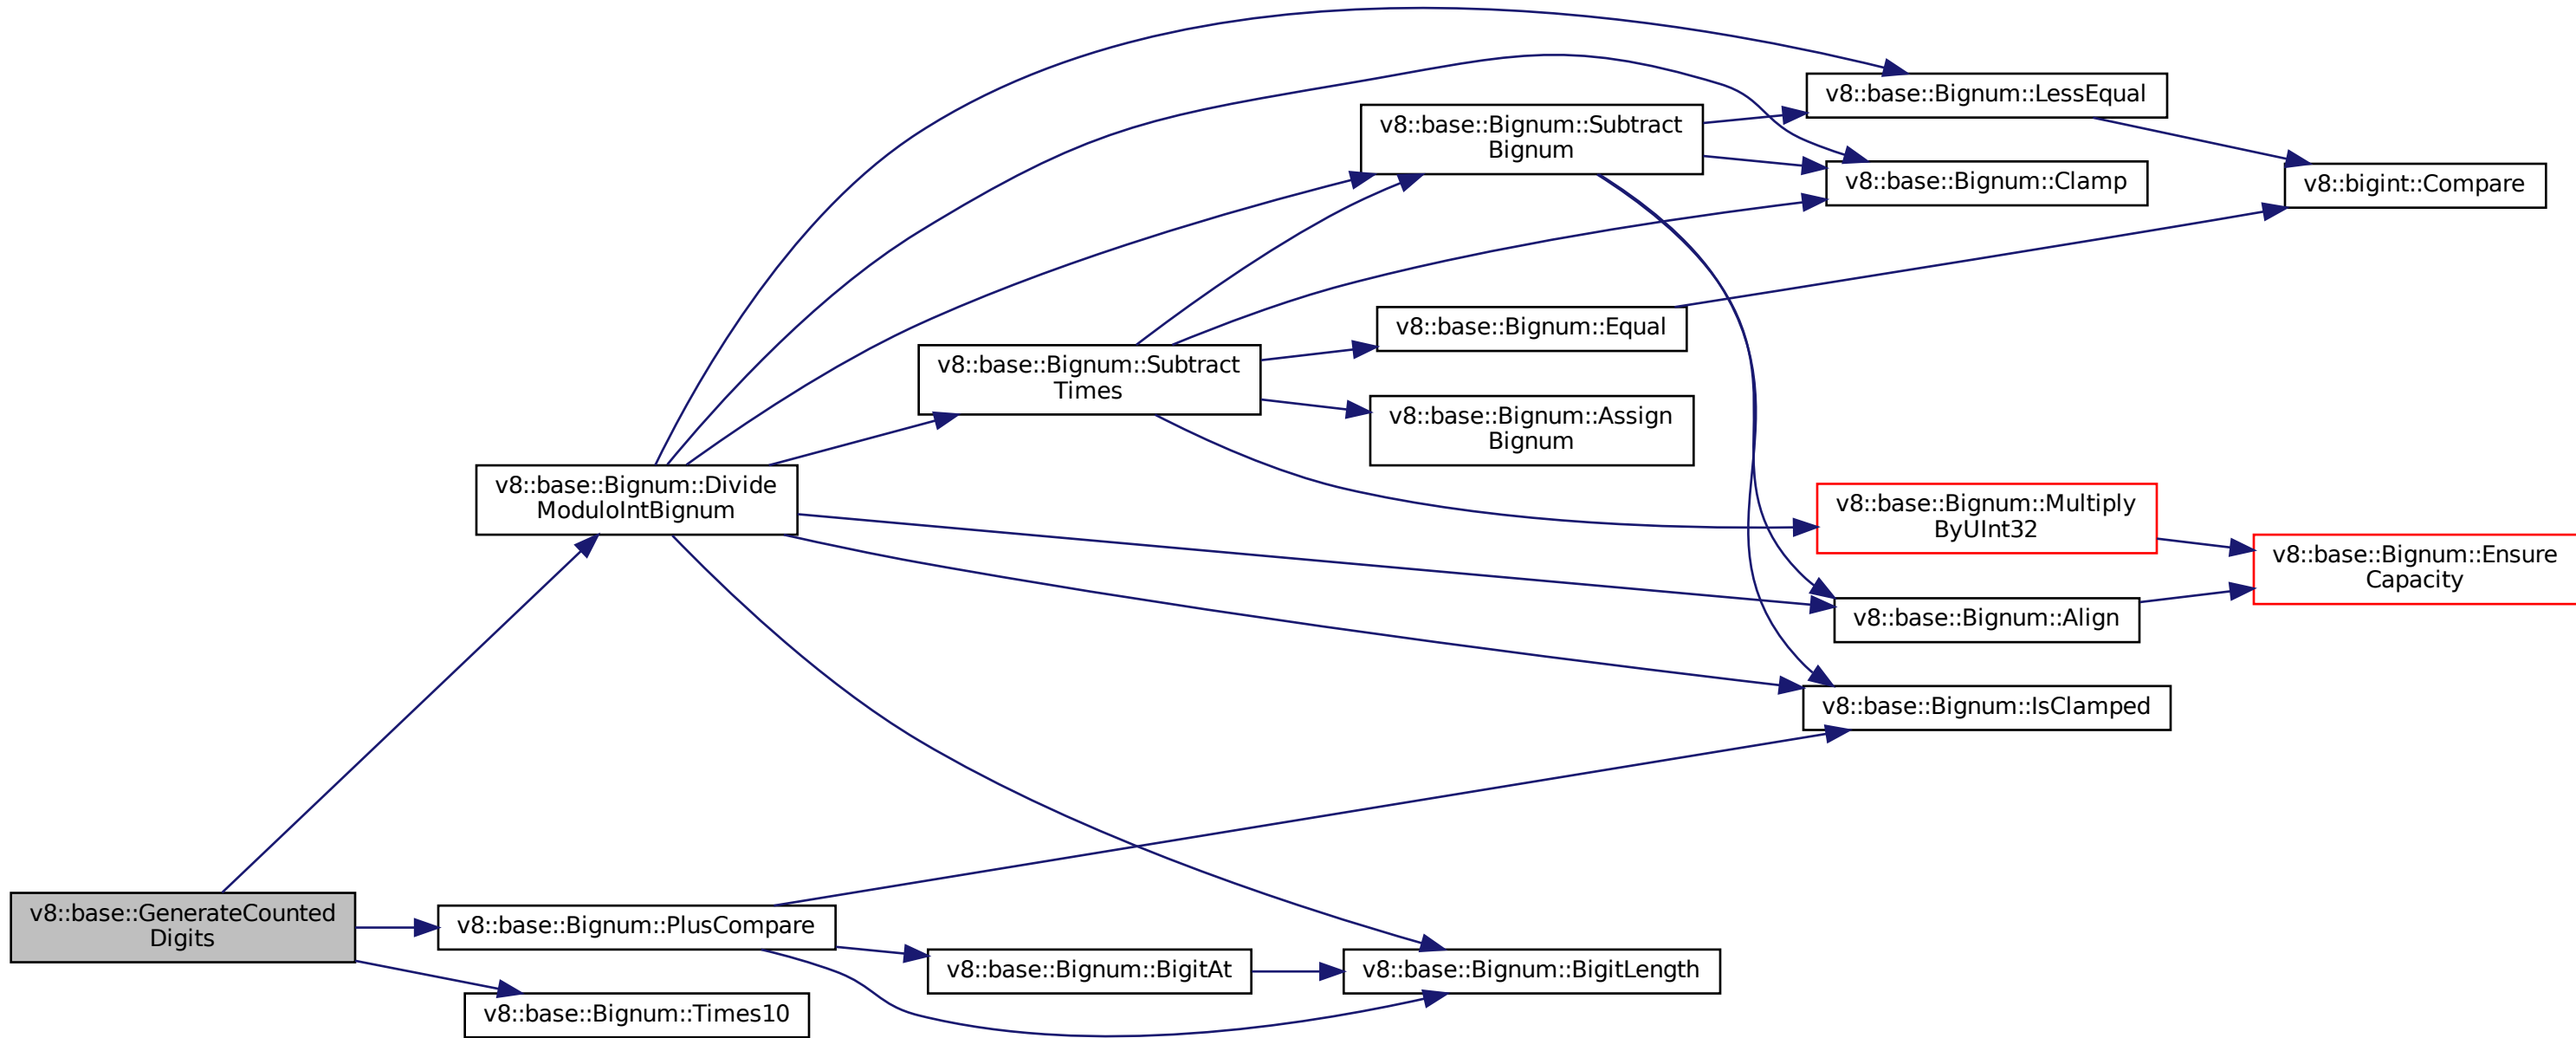 v8::base::GenerateCounted
Digits
v8::base::Bignum::Divide
ModuloIntBignum
v8::base::Bignum::PlusCompare
v8::base::Bignum::Times10
v8::base::Bignum::Subtract
Times
v8::base::Bignum::BigitAt
v8::base::Bignum::Subtract
Bignum
v8::base::Bignum::Equal
v8::base::Bignum::Assign
Bignum
v8::base::Bignum::BigitLength
v8::base::Bignum::LessEqual
v8::base::Bignum::Clamp
v8::base::Bignum::Multiply
ByUInt32
v8::base::Bignum::Align
v8::base::Bignum::IsClamped
v8::bigint::Compare
v8::base::Bignum::Ensure
Capacity